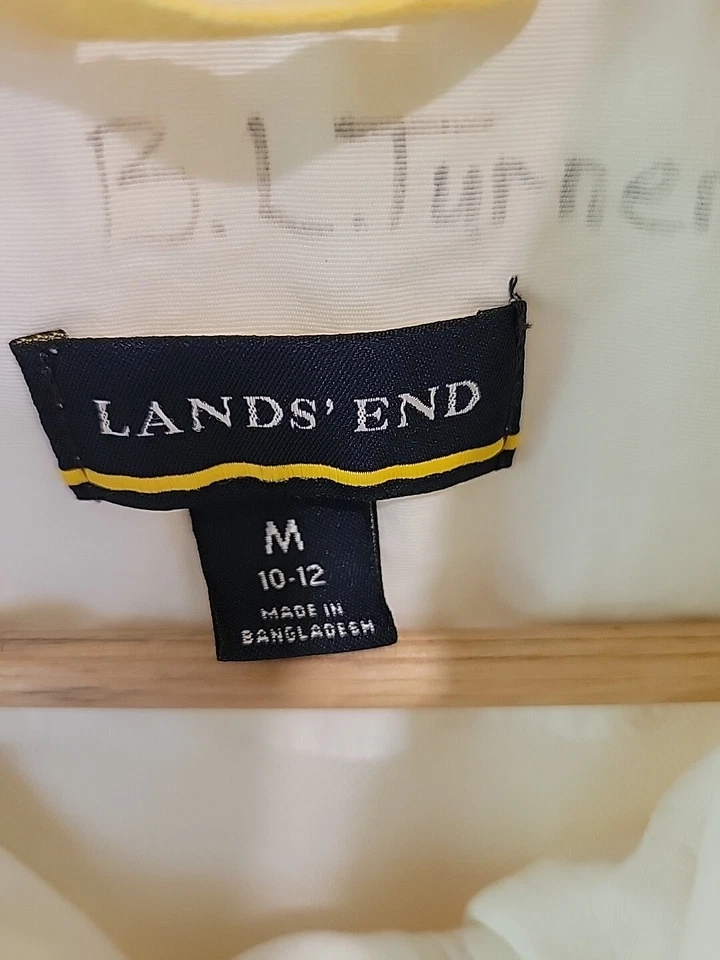 B. L. Turner
LANDS' END
M
10-12
MADE IN
BANGLADESH